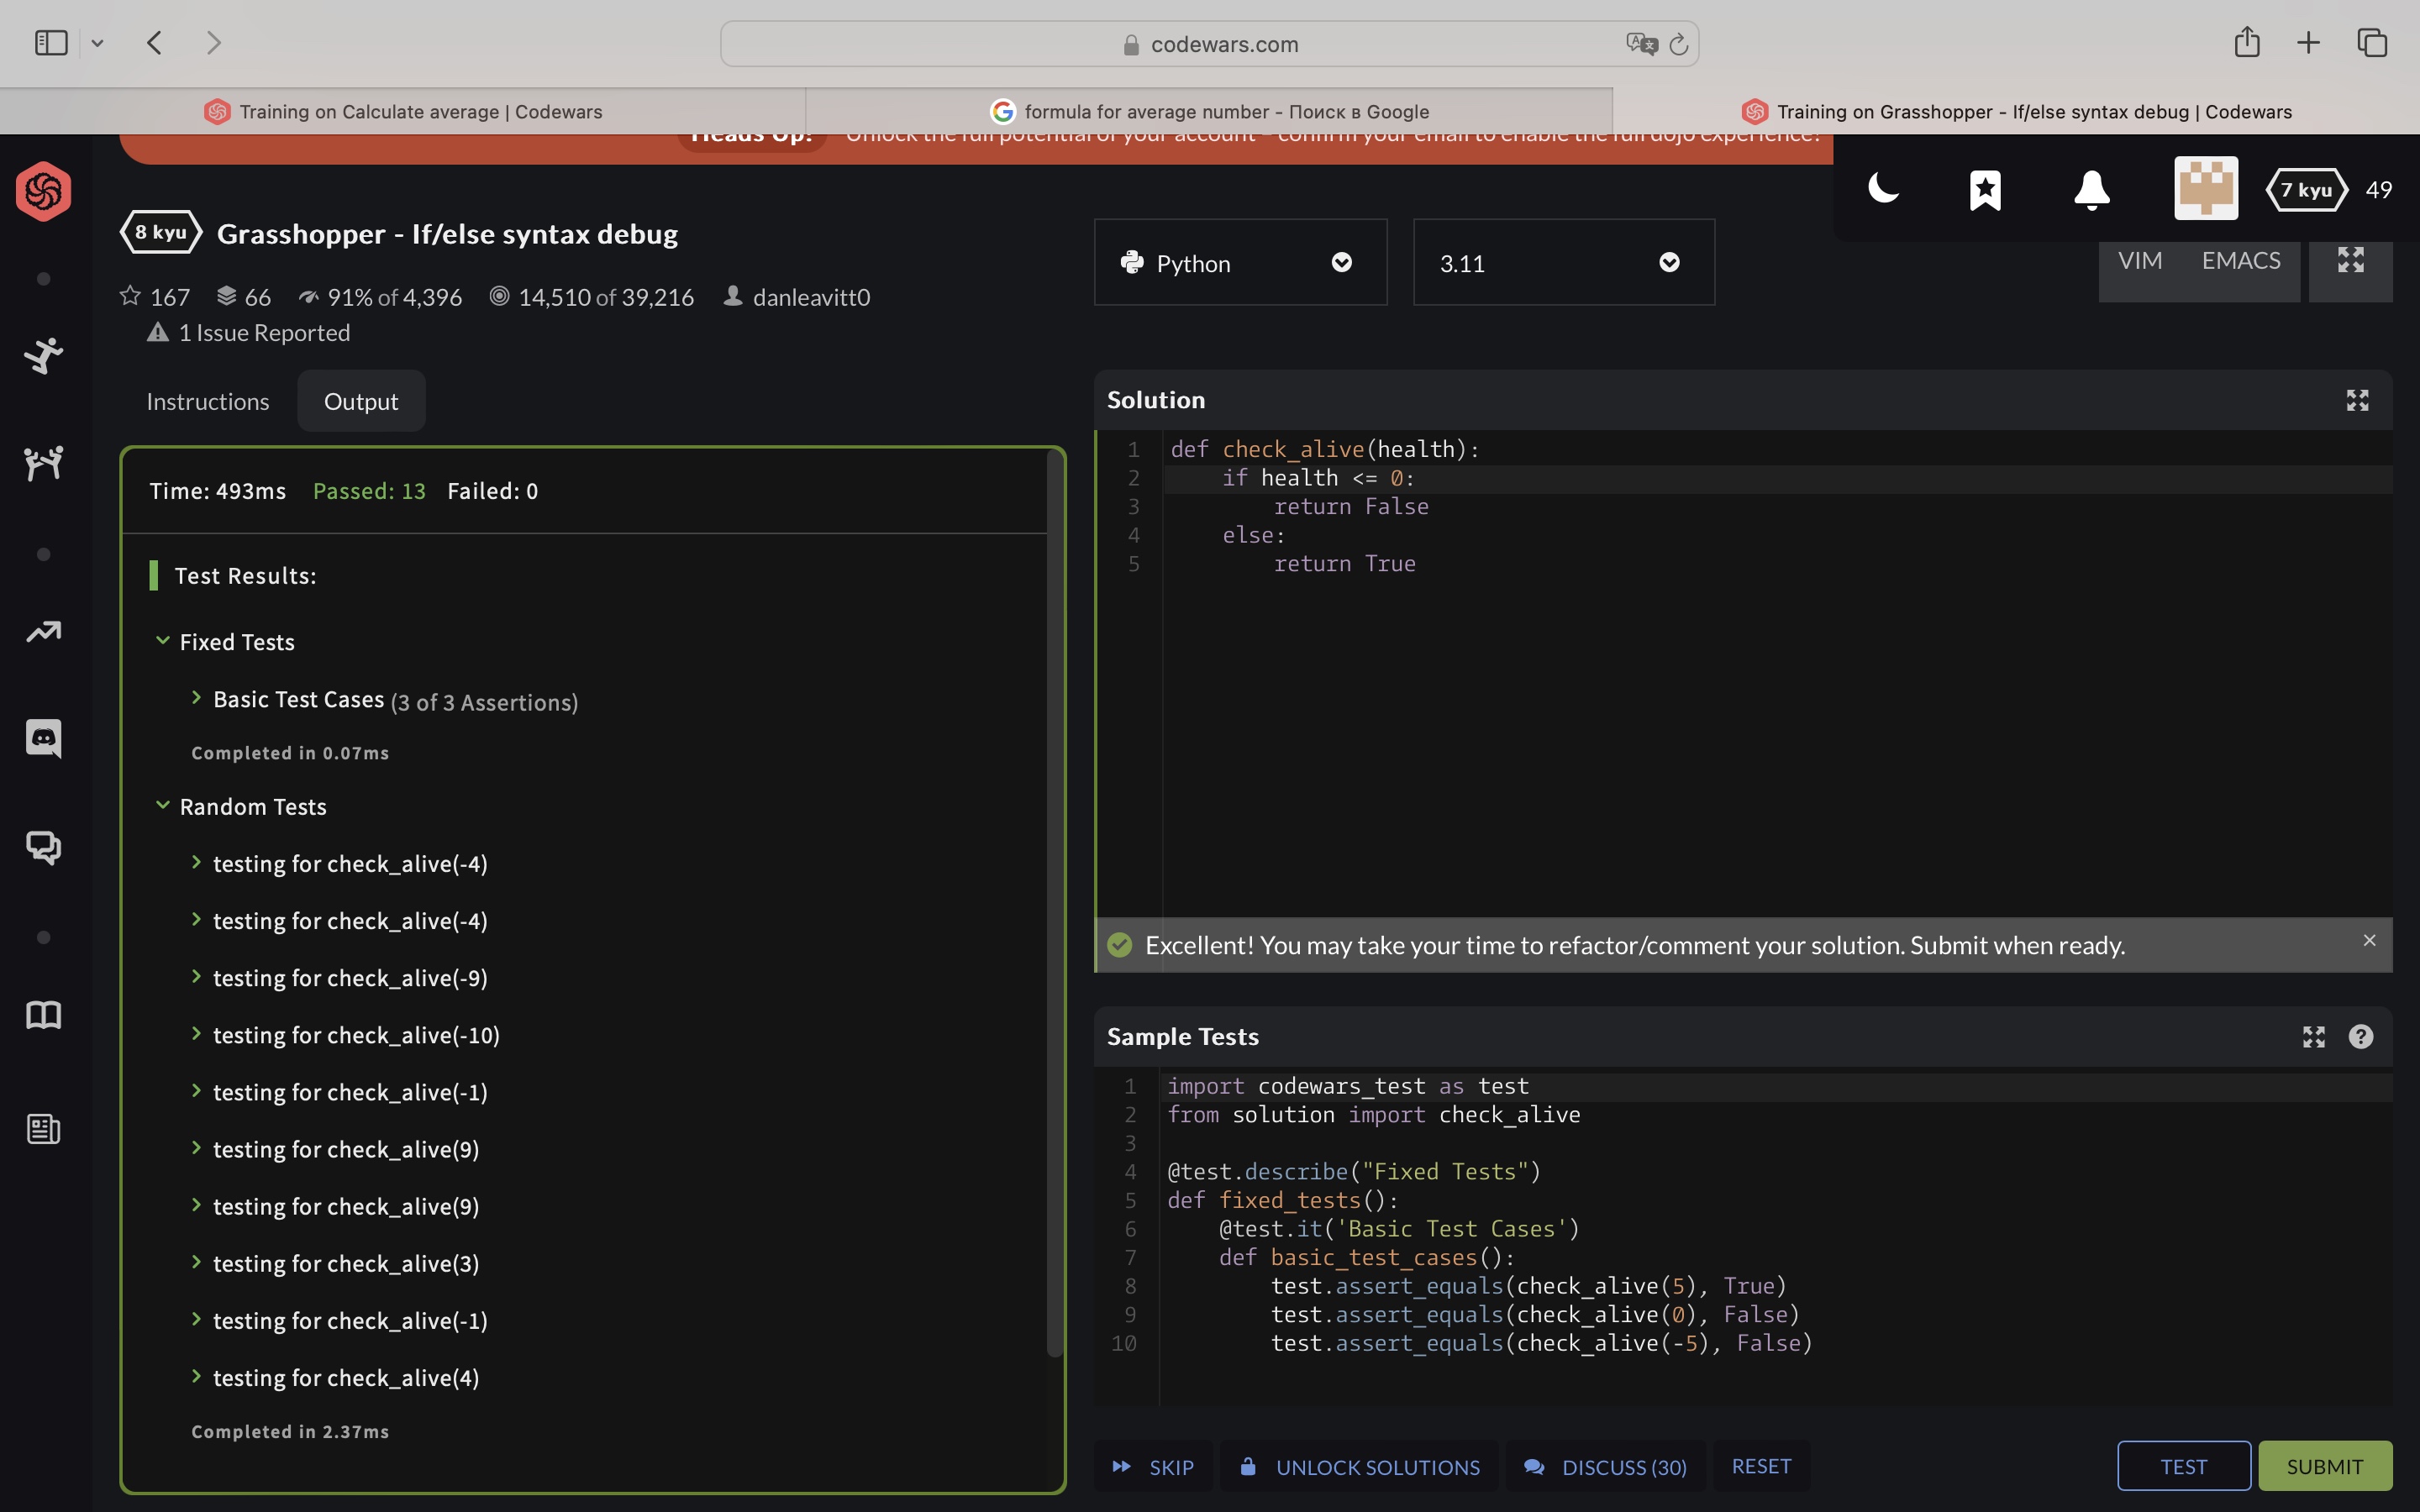 codewars.com
Training on Calculate average | Codewars
formula for average number - Поиск в Google
Training on Grasshopper - If/else syntax debug | Codewars
Heads Up! Unlock the full potential of your account - confirm your email to enable the full dojo experience!
7 kyu 49
8 kyu Grasshopper - If/else syntax debug
167 66 91% of 4,396 14,510 of 39,216 danleavitt0
1 Issue Reported
Python
3.11
VIM EMACS
Instructions Output
Time: 493ms Passed: 13 Failed: 0
Test Results:
Fixed Tests
Basic Test Cases (3 of 3 Assertions)
Completed in 0.07ms
Random Tests
testing for check_alive(-4)
testing for check_alive(-4)
testing for check_alive(-9)
testing for check_alive(-10)
testing for check_alive(-1)
testing for check_alive(9)
testing for check_alive(9)
testing for check_alive(3)
testing for check_alive(-1)
testing for check_alive(4)
Completed in 2.37ms
Solution
1 def check_alive(health):
2     if health <= 0:
3         return False
4     else:
5         return True
Excellent! You may take your time to refactor/comment your solution. Submit when ready.
Sample Tests
1 import codewars_test as test
2 from solution import check_alive
3
4 @test.describe("Fixed Tests")
5 def fixed_tests():
6     @test.it('Basic Test Cases')
7     def basic_test_cases():
8         test.assert_equals(check_alive(5), True)
9         test.assert_equals(check_alive(0), False)
10         test.assert_equals(check_alive(-5), False)
SKIP UNLOCK SOLUTIONS DISCUSS (30) RESET TEST SUBMIT